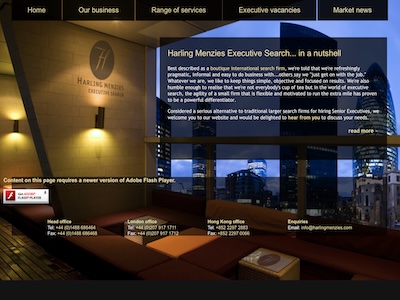 Home
Our business
Range of services
Executive vacancies
Market news
HARLING MENZIES
EXECUTIVE SEARCH
Harling Menzies Executive Search... in a nutshell
Best described as a boutique international search firm, we're told that we're refreshingly
pragmatic, informal and easy to do business with...others say we "just get on with the job."
Whatever we are, we like to keep things simple, objective and focused on results. We're also
humble enough to realise that we're not everybody's cup of tea but in the world of executive
search, the agility of a small firm that is flexible and motivated to run the extra mile has proven
to be a powerful differentiator.
Considered a serious alternative to traditional larger search firms for hiring Senior Executives, we
welcome you to our website and would be delighted to hear from you to discuss your needs.
read more
Content on this page requires a newer version of Adobe Flash Player.
Get ADOBE
FLASH PLAYER
Head office
Tel: +44 (0)1488 686464
Fax: +44 (0)1488 686468
London office
Tel: +44 (0)207 917 1711
Fax: +44 (0)207 917 1712
Hong Kong office
Tel: +852 2297 2683
Fax: +852 2297 0066
Enquiries
Email: info@harlingmenzies.com